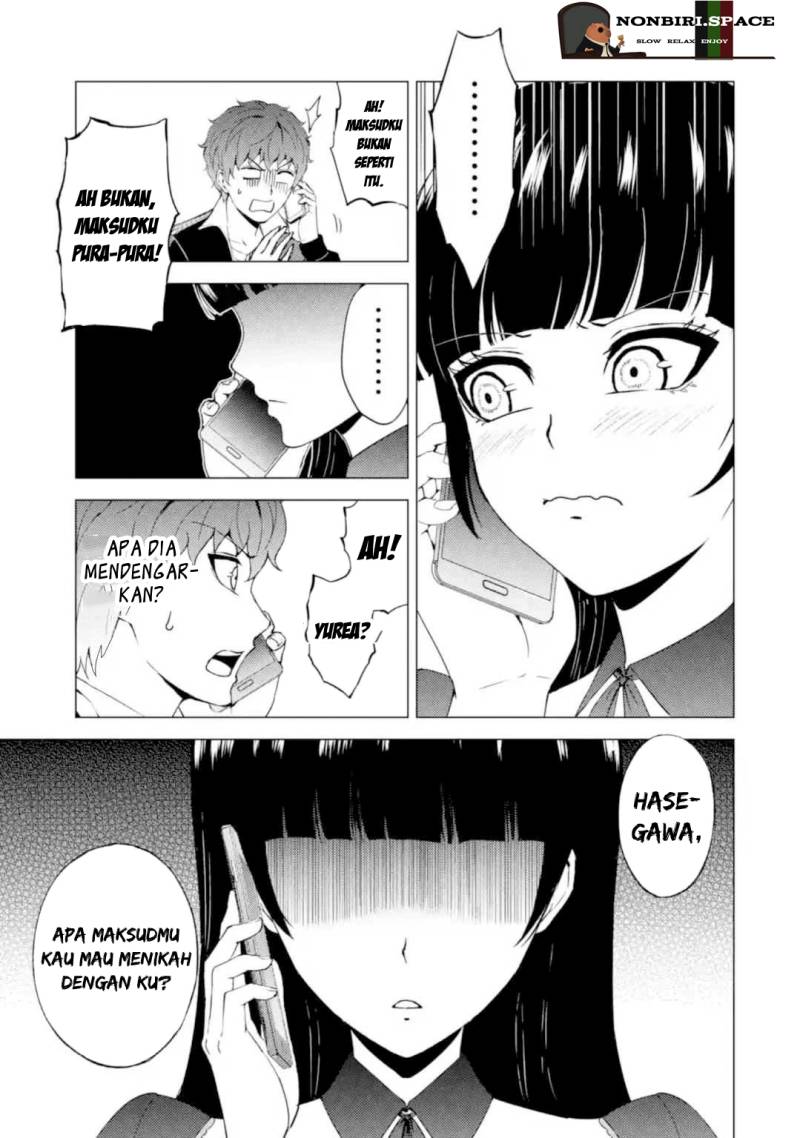 NONBIRI.SPACE
SLOW RELAX ENJOY
.........
AH!
MAKSUDKU
BUKAN
SEPERTI
ITU.
AH BUKAN,
MAKSUDKU
PURA-PURA!
......
AH!
YUREA?
APA DIA
MENDENGAR-
KAN?
HASE-
GAWA,
APA MAKSUDMU
KAU MAU MENIKAH
DENGAN KU?